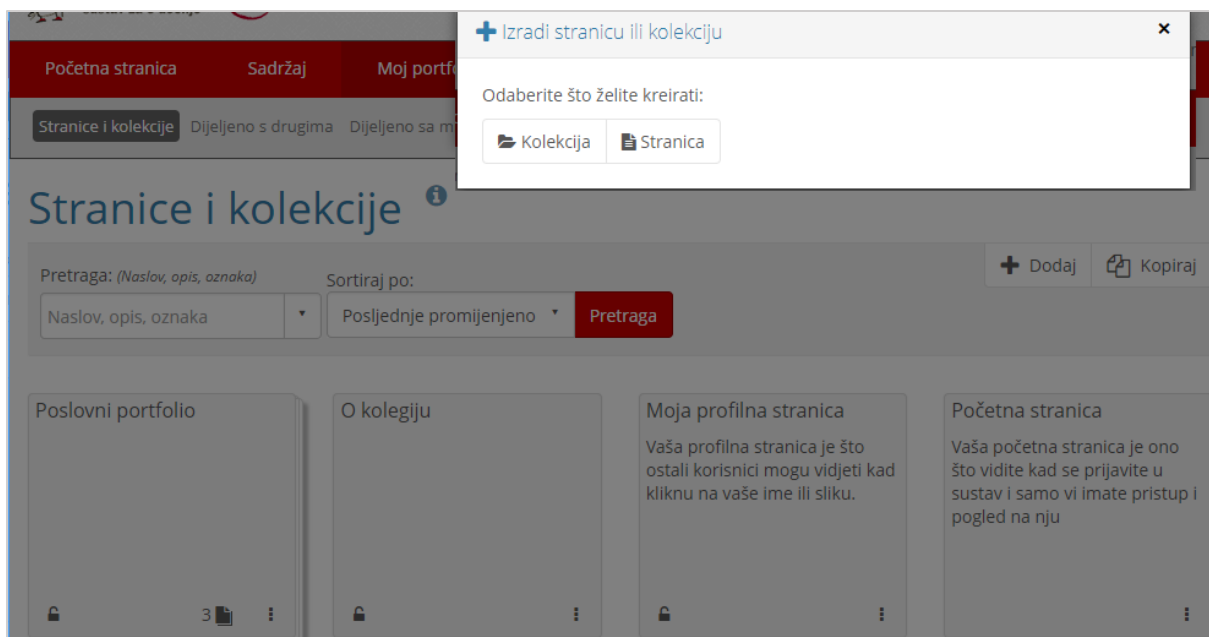 Izradi stranicu ili kolekciju
Početna stranica Sadržaj Moj
Odaberite što želite kreirati:
Stranice i kolekcije Dijeljeno s drugima Dijeljeno
Kolekcija Stranica
Stranice i kolekcije
Pretraga: (Naslov, opis, oznaka) Sortiraj po:
Dodaj Kopiraj
Naslov, opis, oznaka Posljednje promijenjeno Pretraga
Poslovni portfolio
3
O kolegiju
Moja profilna stranica
Vaša profilna stranica je što
ostali korisnici mogu vidjeti kad
kliknu na vaše ime ili sliku.
Početna stranica
Vaša početna stranica je ono
što vidite kad se prijavite u
sustav i samo vi imate pristup i
pogled na nju